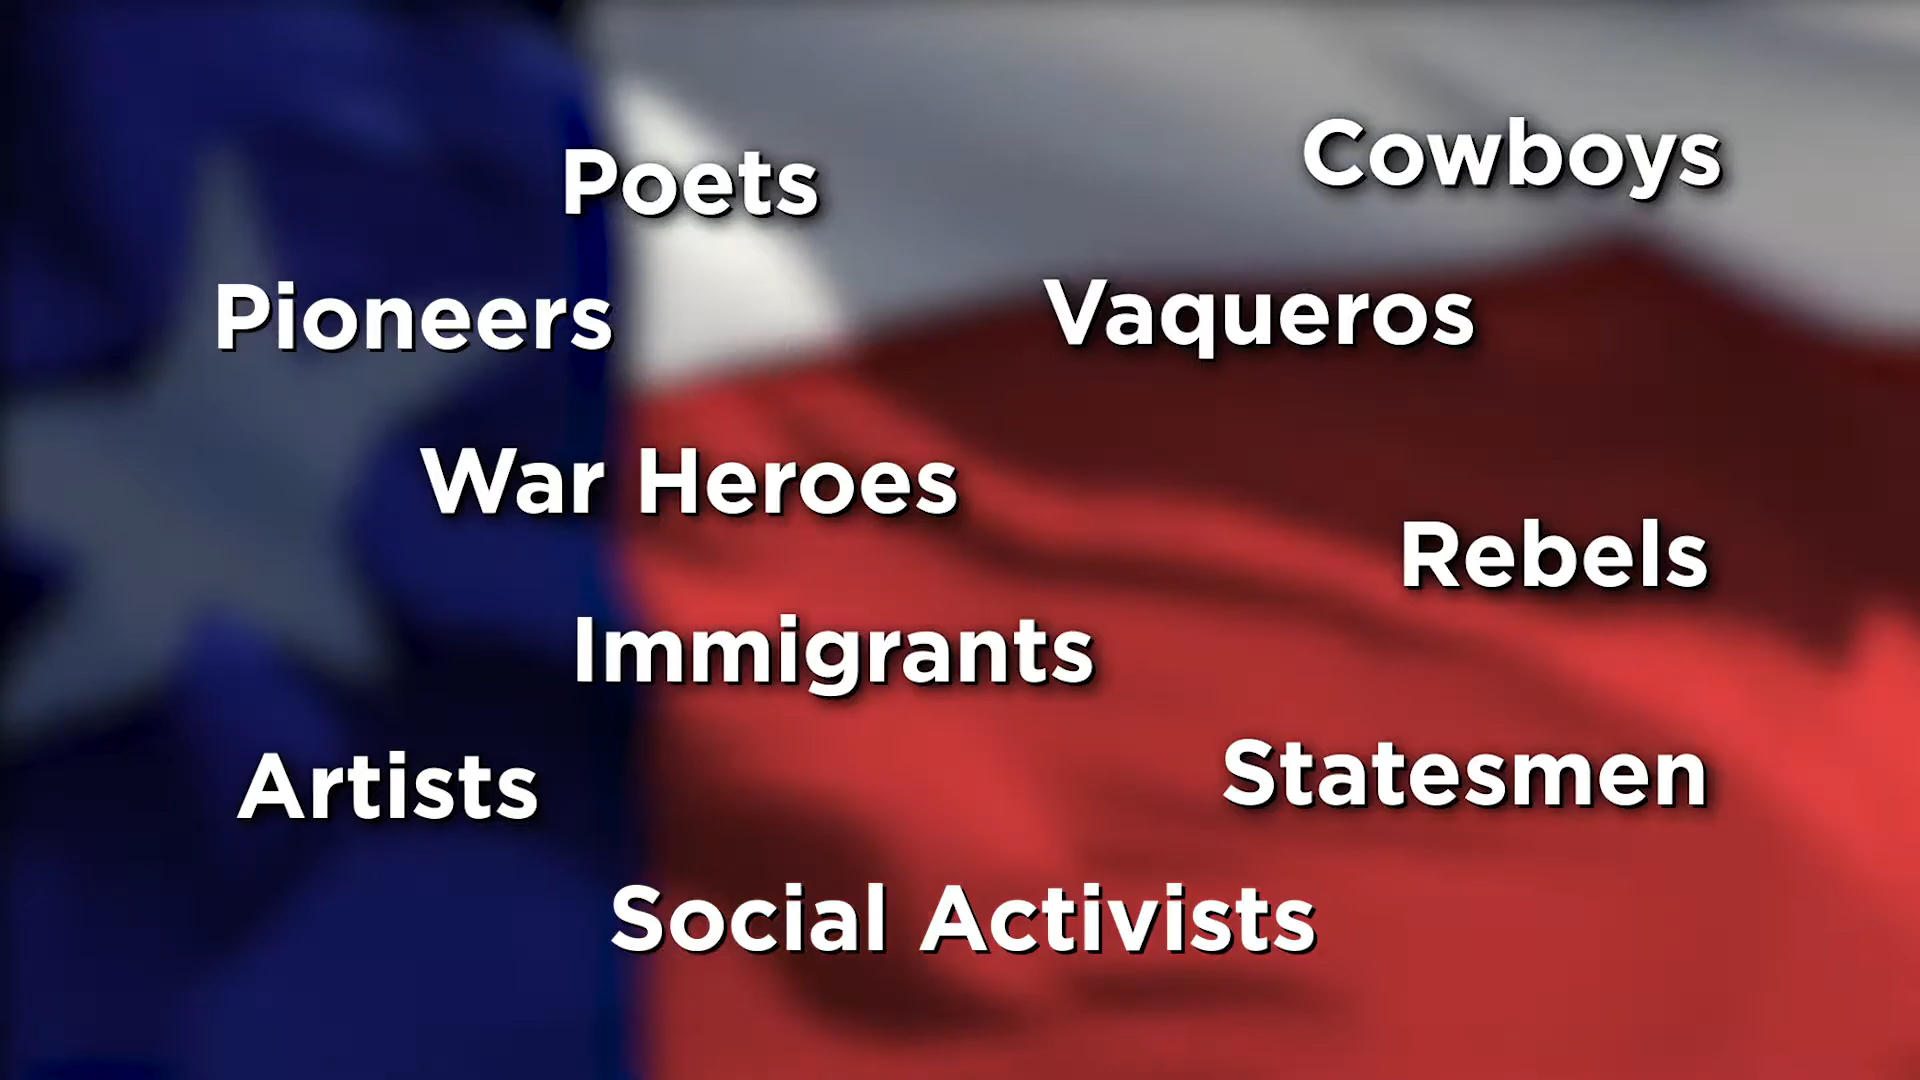 Cowboys
Poets
Pioneers
Vaqueros
War Heroes
Rebels
Immigrants
Statesmen
Artists
Social Activists